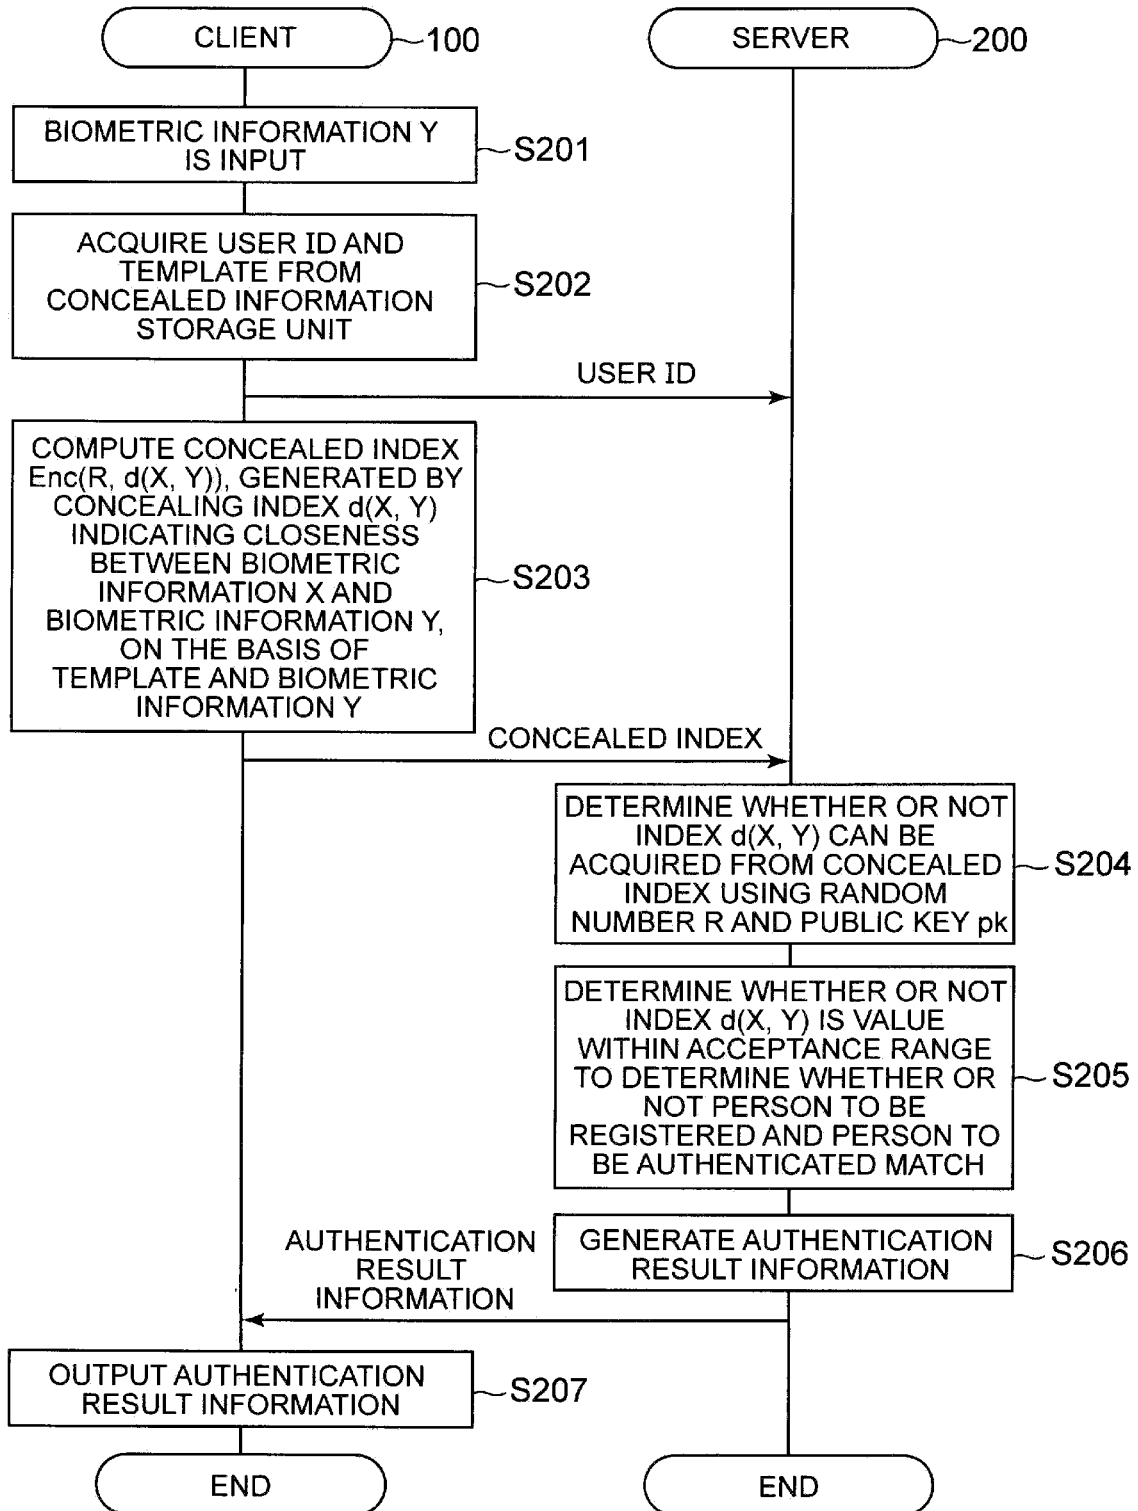 CLIENT
100
SERVER
200
BIOMETRIC INFORMATION Y
IS INPUT
S201
ACQUIRE USER ID AND
TEMPLATE FROM
CONCEALED INFORMATION
STORAGE UNIT
S202
USER ID
COMPUTE CONCEALED INDEX
Enc(R, d(X, Y)), GENERATED BY
CONCEALING INDEX d(X, Y)
INDICATING CLOSENESS
BETWEEN BIOMETRIC
INFORMATION X AND
BIOMETRIC INFORMATION Y,
ON THE BASIS OF
TEMPLATE AND BIOMETRIC
INFORMATION Y
S203
CONCEALED INDEX
DETERMINE WHETHER OR NOT
INDEX d(X, Y) CAN BE
ACQUIRED FROM CONCEALED
INDEX USING RANDOM
NUMBER R AND PUBLIC KEY pk
S204
DETERMINE WHETHER OR NOT
INDEX d(X, Y) IS VALUE
WITHIN ACCEPTANCE RANGE
TO DETERMINE WHETHER OR
NOT PERSON TO BE
REGISTERED AND PERSON TO
BE AUTHENTICATED MATCH
S205
GENERATE AUTHENTICATION
RESULT INFORMATION
S206
AUTHENTICATION
RESULT
INFORMATION
OUTPUT AUTHENTICATION
RESULT INFORMATION
S207
END
END